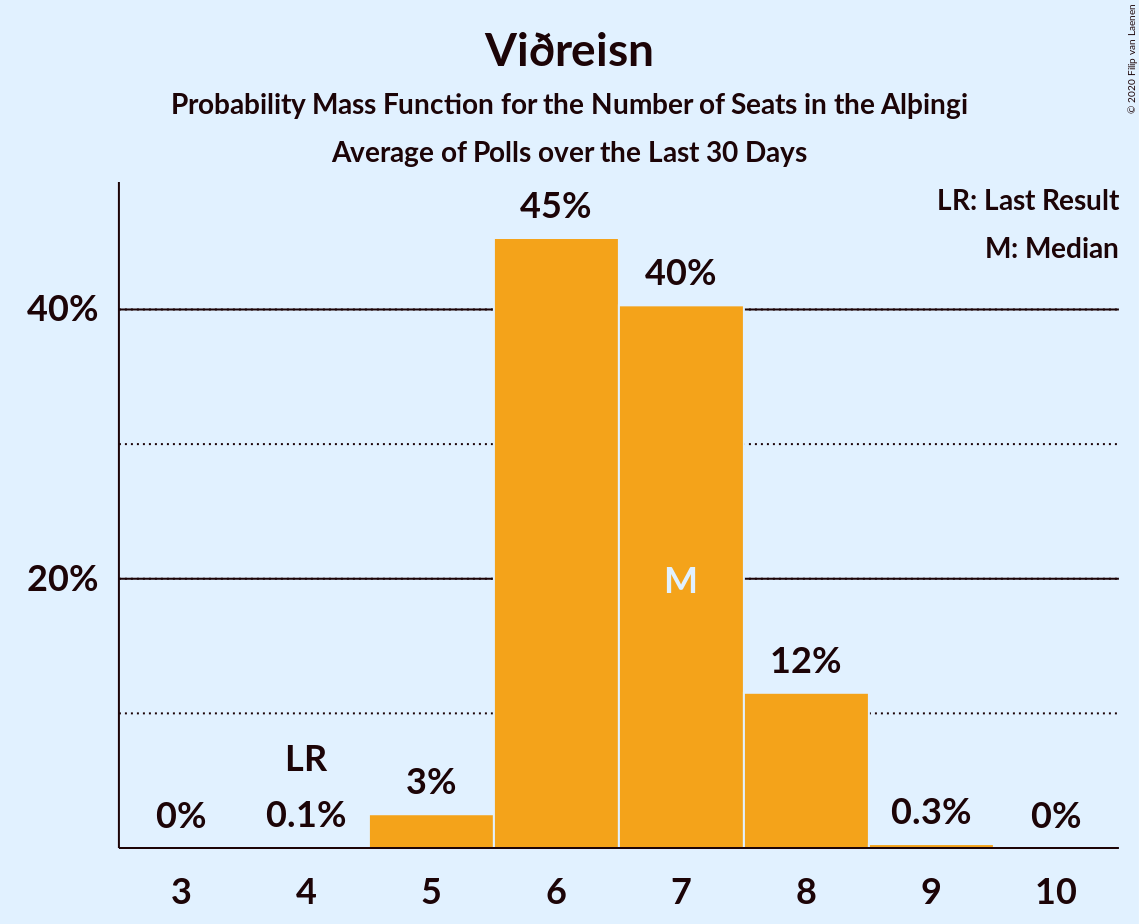 Viðreisn
Probability Mass Function for the Number of Seats in the Alþingi
Average of Polls over the Last 30 Days
© 2020 Filip van Laenen
LR: Last Result
M: Median
45%
40%
40%
20%
M
12%
LR
3%
0%
0.1%
0.3%
0%
3 4 5 6 7 8 9 10